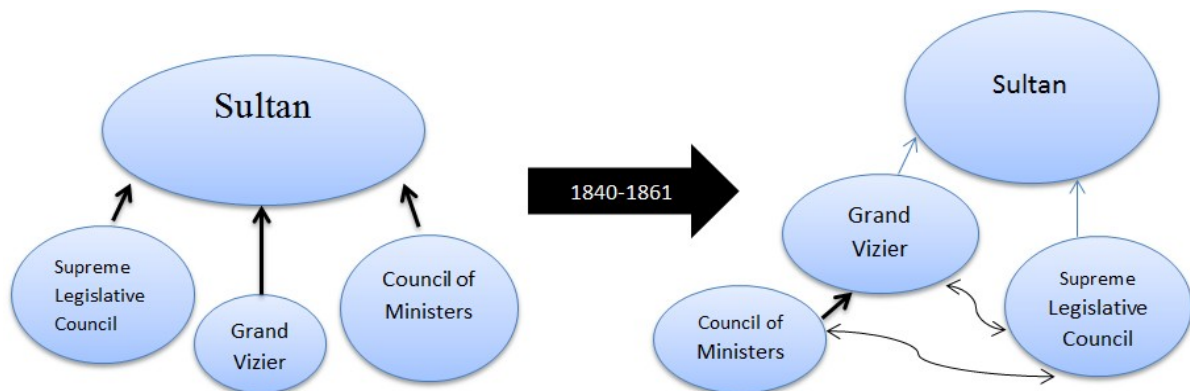 Sultan
Supreme
Legislative
Council
Grand
Vizier
Council of
Ministers
1840-1861
Sultan
Grand
Vizier
Council of
Ministers
Supreme
Legislative
Council